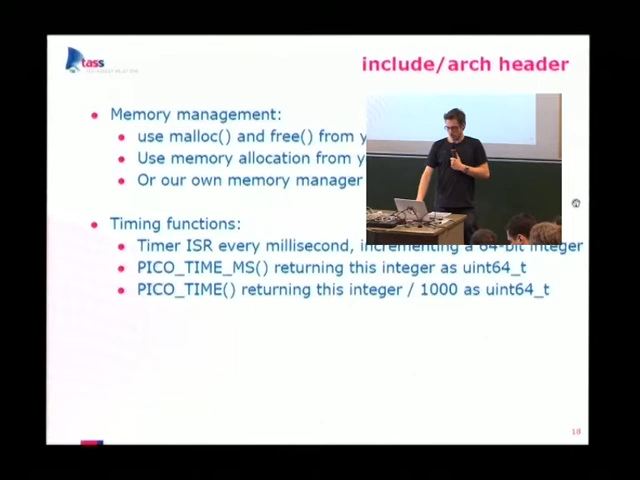 tass
include/arch header
Memory management:
use malloc() and free() from y
Use memory allocation from y
Or our own memory manager
Timing functions:
Timer ISR every millisecond, incrementing a 64-bit integer
PICO_TIME_MS() returning this integer as uint64_t
PICO_TIME() returning this integer / 1000 as uint64_t
18